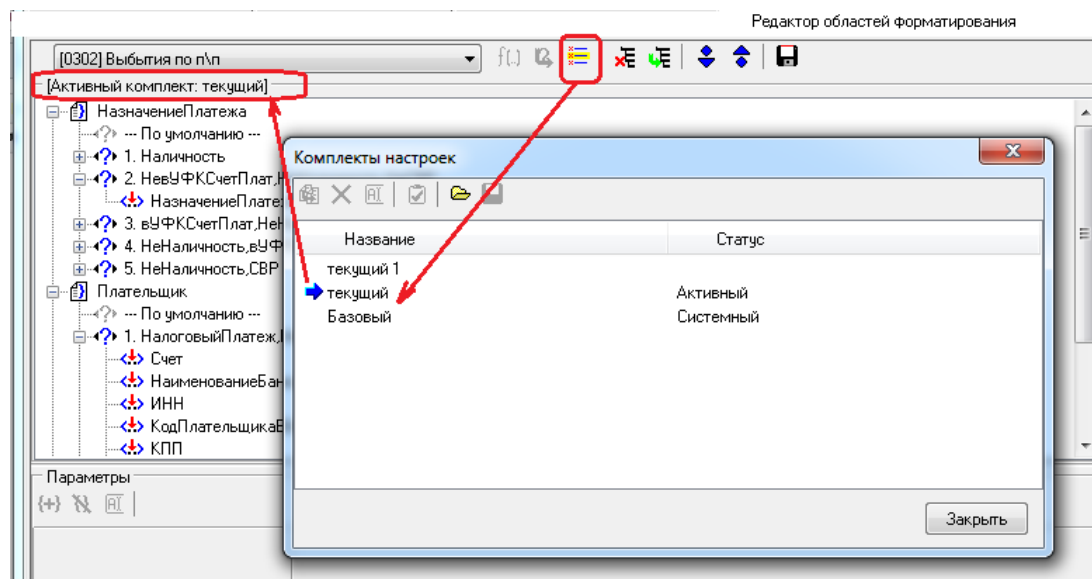 Редактор областей форматирования
[0302] Выбытия по п\п
f(..)
[Активный комплект: текущий]
НазначениеПлатежа
--- По умолчанию ---
1. Наличность
2. НевУФКСчетПлат,Н
НазначениеПлате
3. вУФКСчетПлат,НеН
4. НеНаличность,вУФ
5. НеНаличность,СВР
Плательщик
--- По умолчанию ---
1. НалоговыйПлатеж,
Счет
НаименованиеБан
ИНН
КодПлательщика
КПП
Параметры
{+}
Комплекты настроек
Название Статус
текущий 1
текущий Активный
Базовый Системный
Закрыть